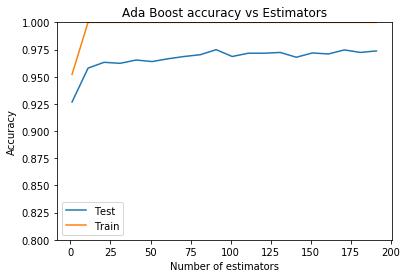 Ada Boost accuracy vs Estimators
1.000
0.975
0.950
0.925
0.900
0.875
0.850
0.825
0.800
Accuracy
Test
Train
0 25 50 75 100 125 150 175 200
Number of estimators